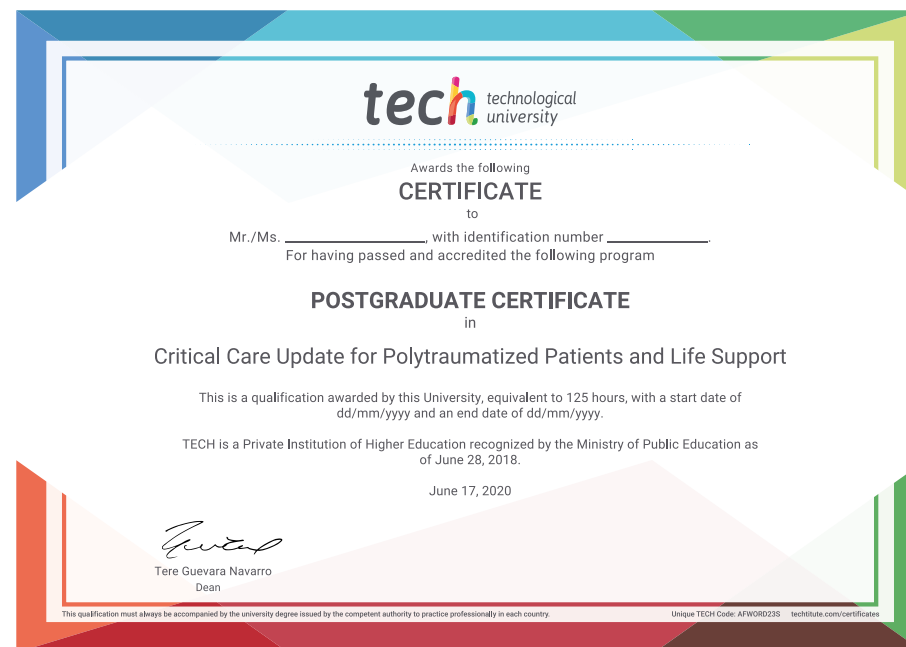 tech technological
university
Awards the following
CERTIFICATE
to
Mr./Ms. ____________________, with identification number ______________.
For having passed and accredited the following program
POSTGRADUATE CERTIFICATE
in
Critical Care Update for Polytraumatized Patients and Life Support
This is a qualification awarded by this University, equivalent to 125 hours, with a start date of
dd/mm/yyyy and an end date of dd/mm/yyyy.
TECH is a Private Institution of Higher Education recognized by the Ministry of Public Education as
of June 28, 2018.
June 17, 2020
Tere Guevara Navarro
Dean
This qualification must always be accompanied by the university degree issued by the competent authority to practice professionally in each country. Unique TECH Code: AFWORD23S techtitute.com/certificates